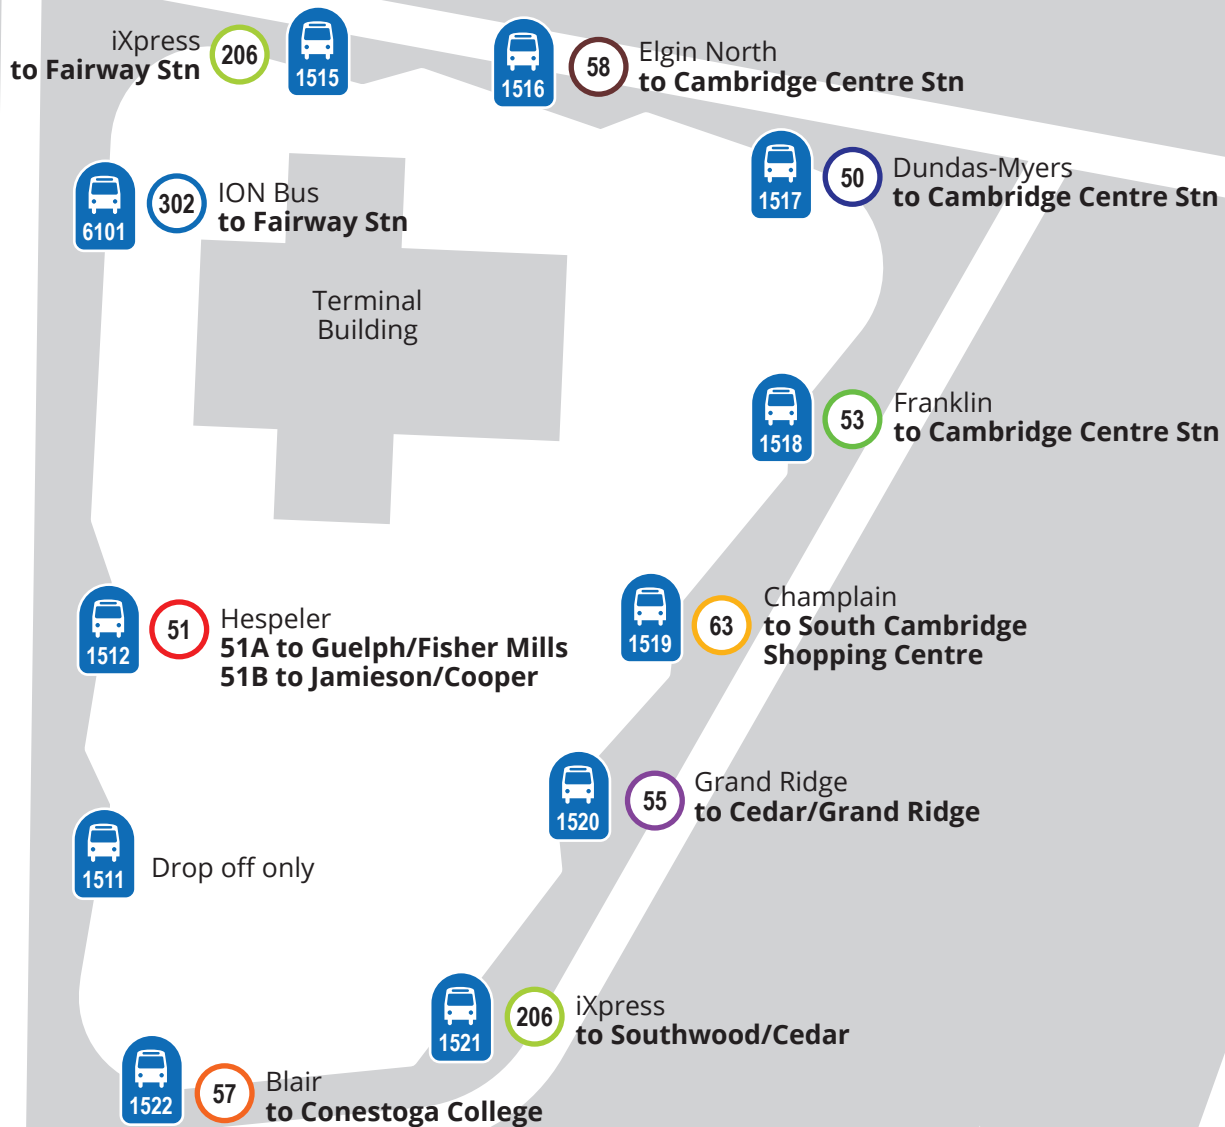 iXpress
to Fairway Stn
206
1515
1516
58
Elgin North
to Cambridge Centre Stn
1517
50
Dundas-Myers
to Cambridge Centre Stn
6101
302
ION Bus
to Fairway Stn
Terminal
Building
1518
53
Franklin
to Cambridge Centre Stn
1512
51
Hespeler
51A to Guelph/Fisher Mills
51B to Jamieson/Cooper
1519
63
Champlain
to South Cambridge
Shopping Centre
1520
55
Grand Ridge
to Cedar/Grand Ridge
1511
Drop off only
1521
206
iXpress
to Southwood/Cedar
1522
57
Blair
to Conestoga College